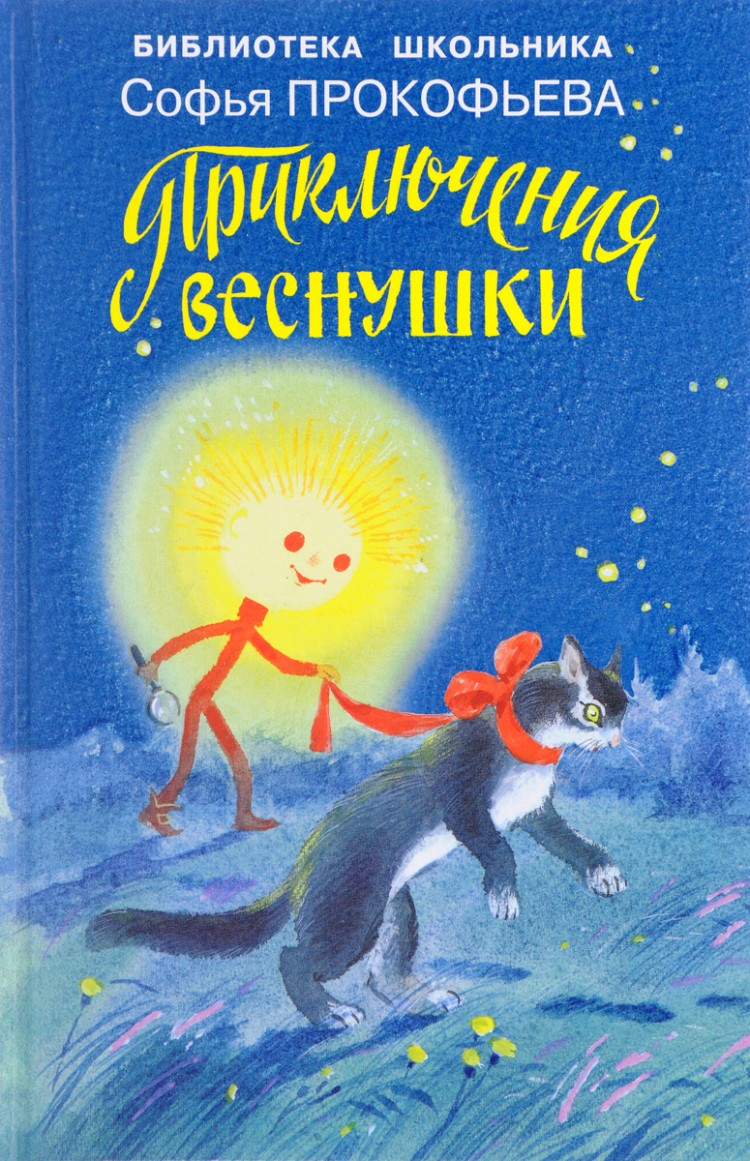 БИБЛИОТЕКА ШКОЛЬНИКА
Софья ПРОКОФЬЕВА
Приключения
веснушки